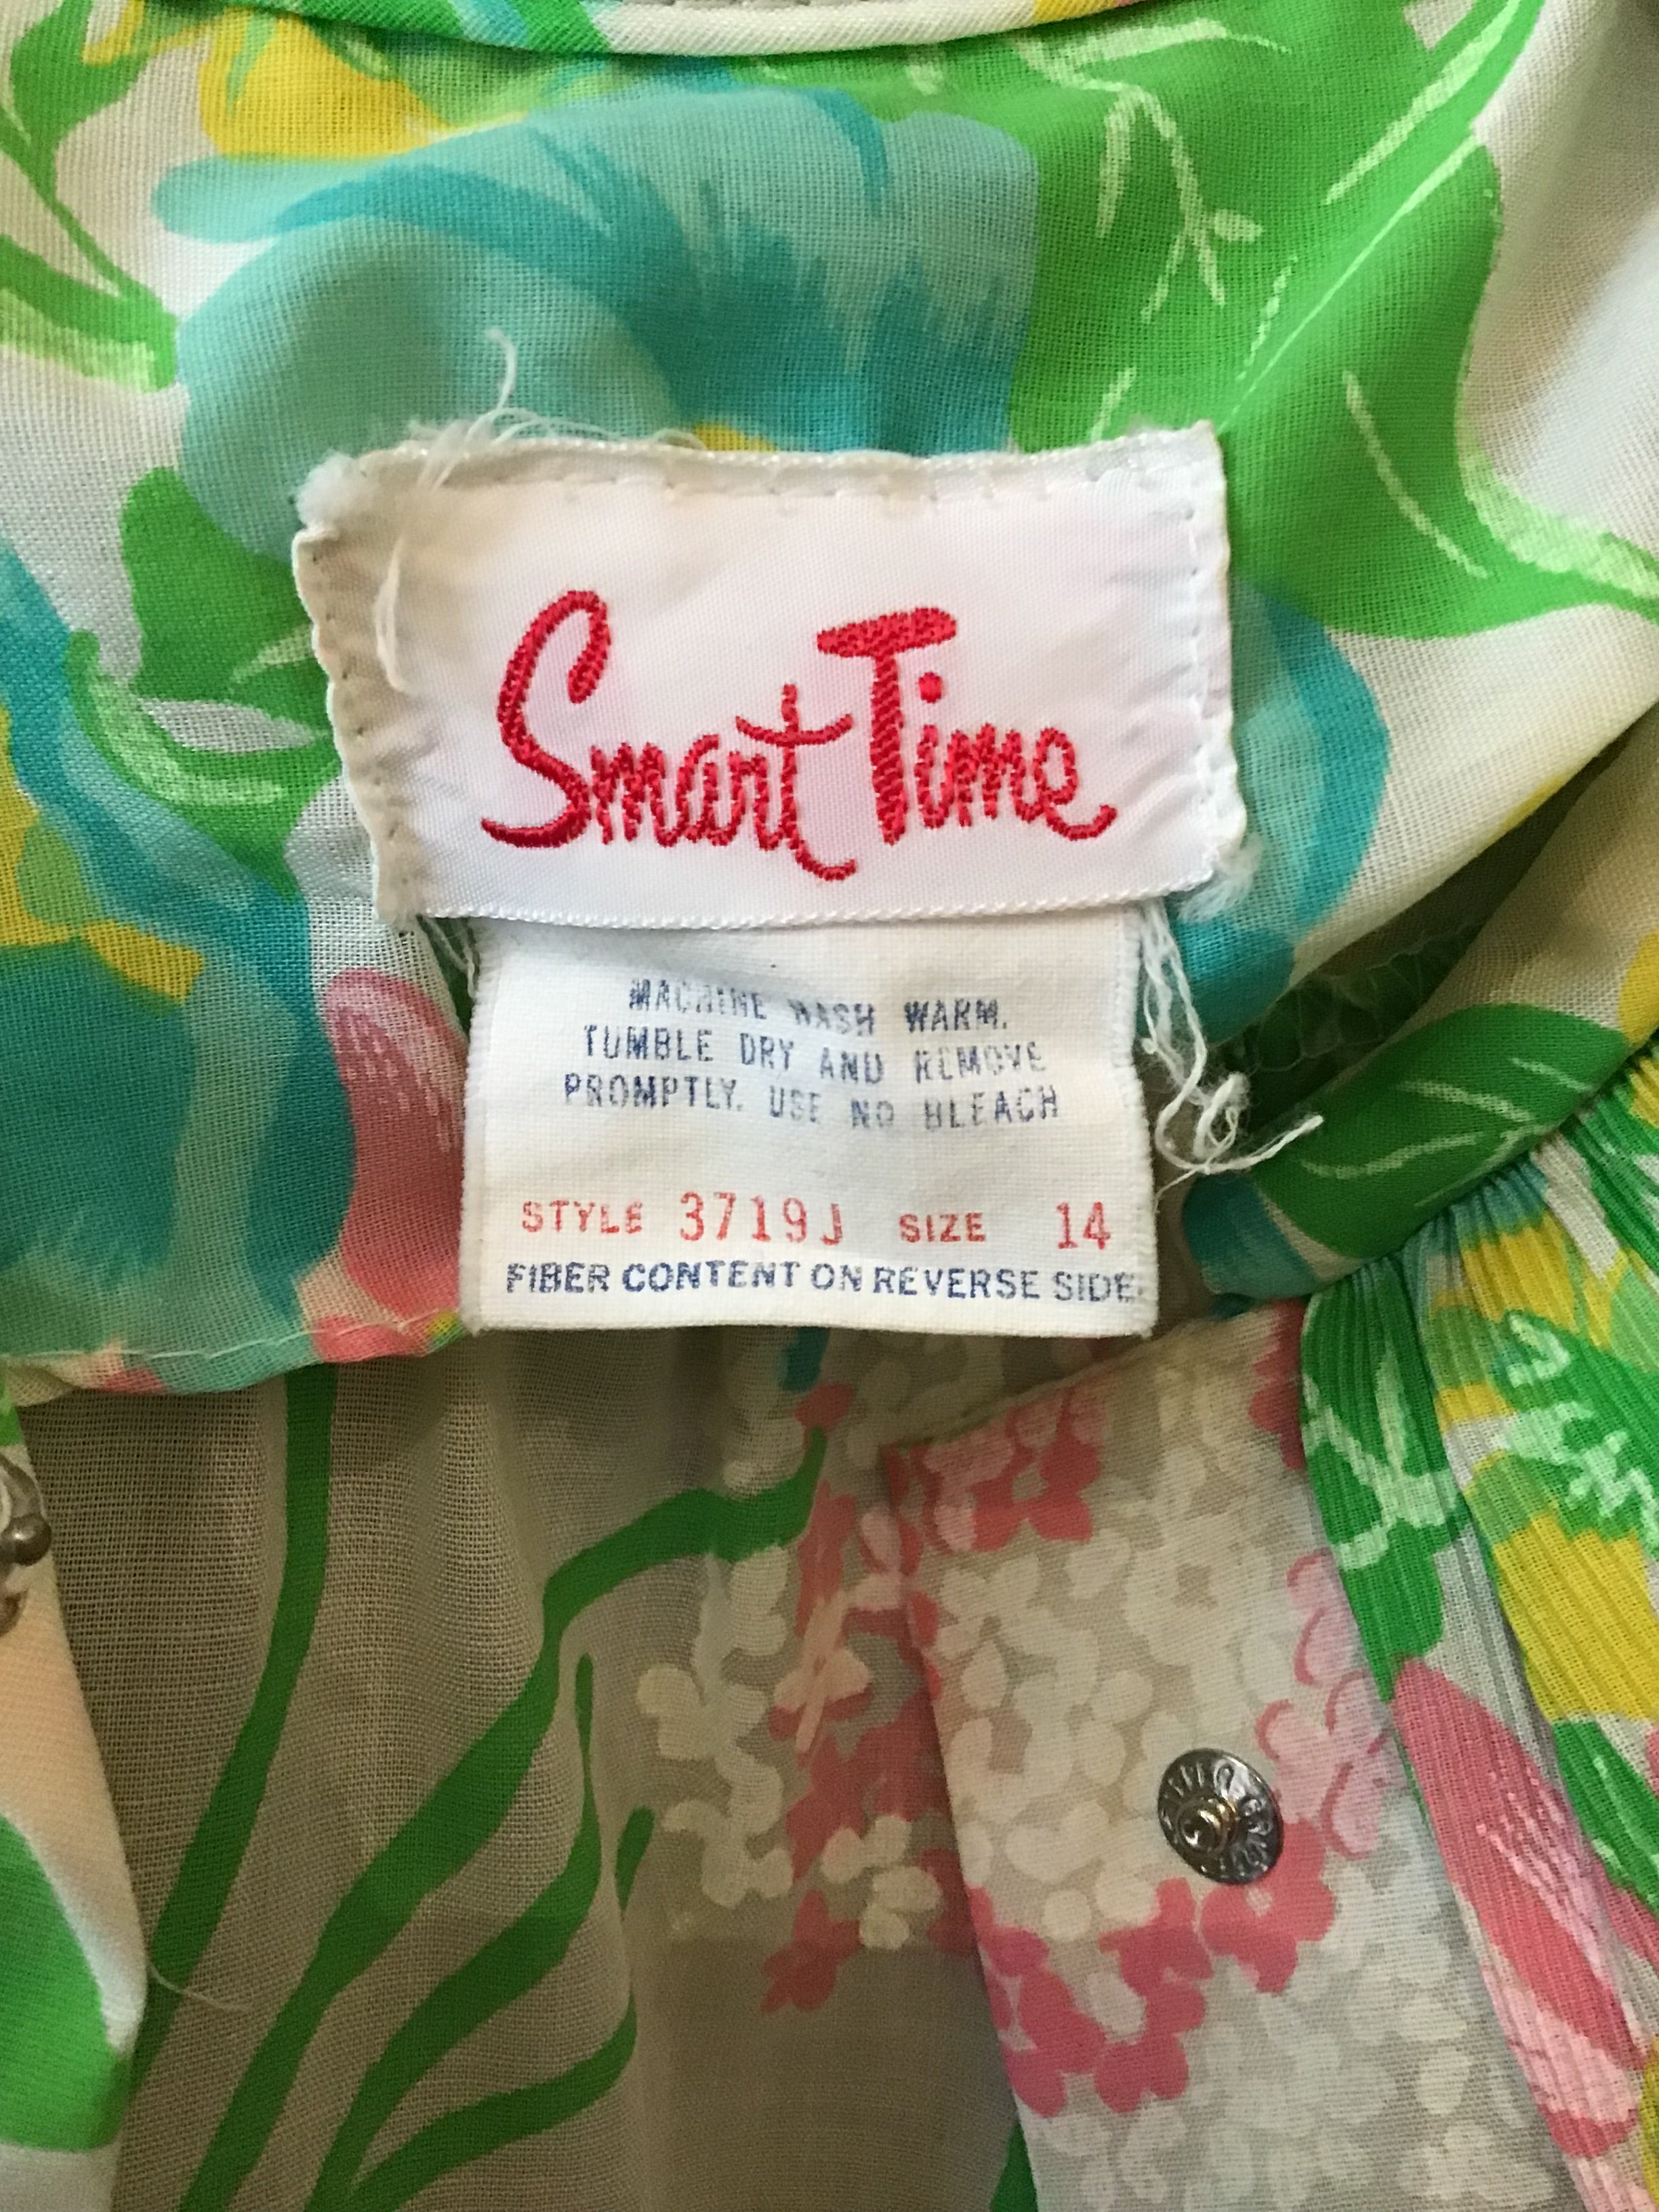 Smart Time
MACHINE WASH WARM.
TUMBLE DRY AND REMOVE
PROMPTLY. USE NO BLEACH
STYLE 3719J SIZE 14
FIBER CONTENT ON REVERSE SIDE